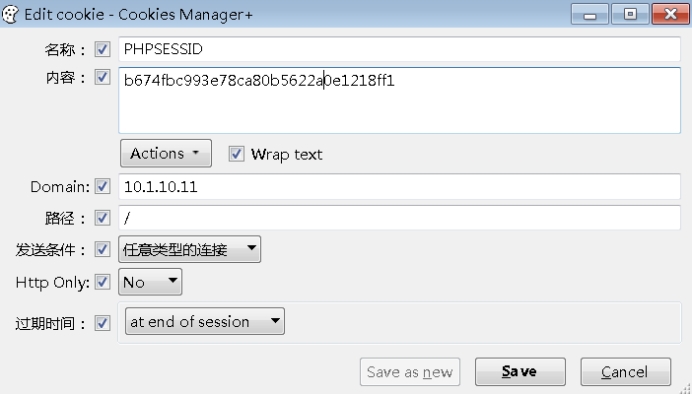 Edit cookie - Cookies Manager+
名称： PHPSESSID
内容： b674fbc993e78ca80b5622a0e1218ff1
Actions Wrap text
Domain: 10.1.10.11
路径： /
发送条件： 任意类型的连接
Http Only: No
过期时间： at end of session
Save as new Save Cancel